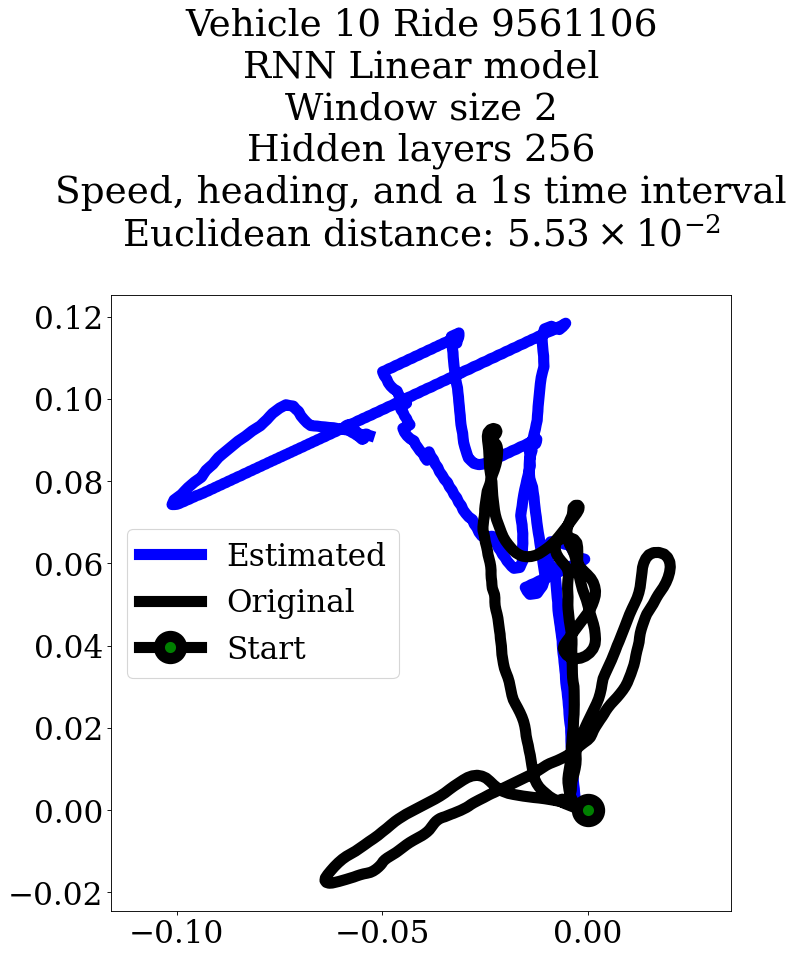 Vehicle 10 Ride 9561106
RNN Linear model
Window size 2
Hidden layers 256
Speed, heading, and a 1s time interval
Euclidean distance: 5.53 × 10⁻²
0.12
0.10
0.08
0.06
0.04
0.02
0.00
−0.02
Estimated
Original
Start
−0.10
−0.05
0.00